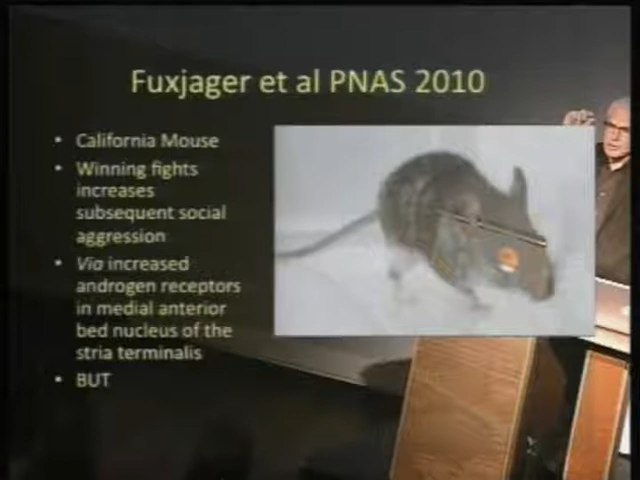 Fuxjager et al PNAS 2010
• California Mouse
• Winning fights
increases
subsequent social
aggression
• Via increased
androgen receptors
in medial anterior
bed nucleus of the
stria terminalis
• BUT